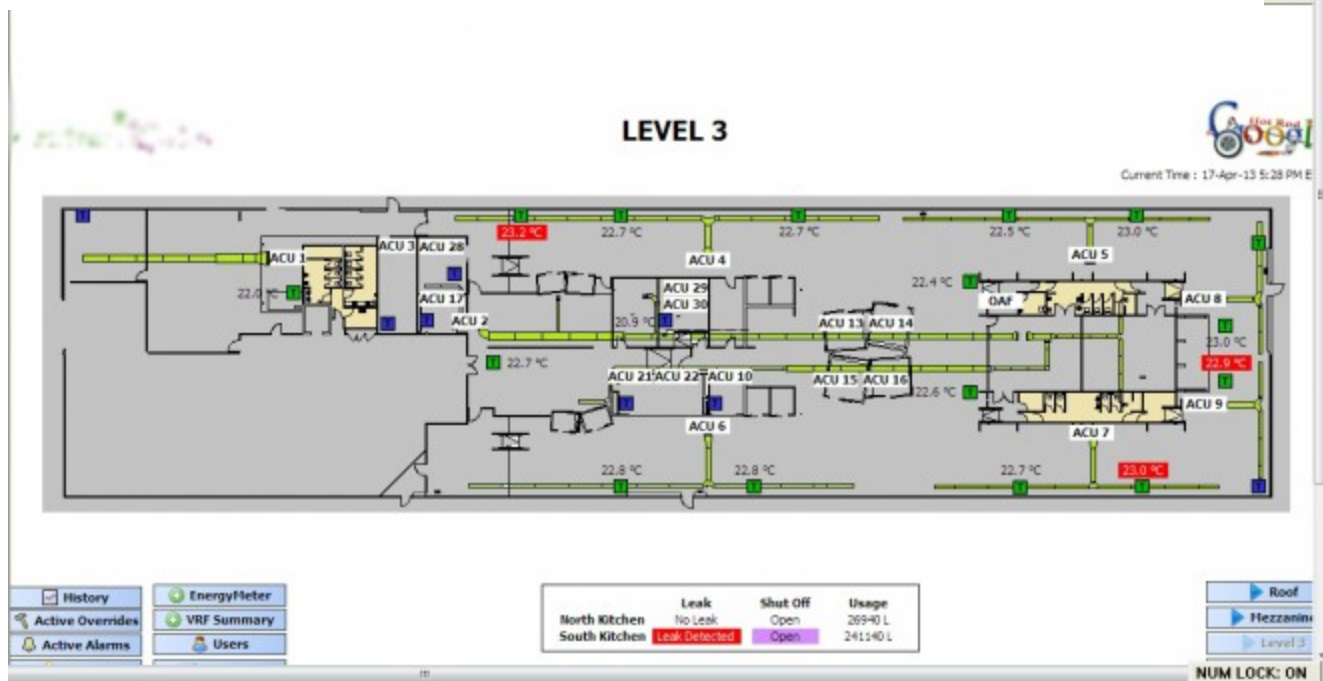 LEVEL 3
Hot Rod
Googl
Current Time : 17-Apr-13 5:28 PM E
23.2 °C
22.7 °C
22.7 °C
22.5 °C
23.0 °C
ACU 1
ACU 3
ACU 28
ACU 4
ACU 5
22.0 °C
ACU 17
ACU 2
ACU 29
ACU 30
20.9 °C
22.4 °C
OAF
ACU 8
ACU 13
ACU 14
23.0 °C
22.7 °C
22.9 °C
ACU 21
ACU 22
ACU 10
ACU 15
ACU 16
22.6 °C
ACU 9
ACU 6
ACU 7
22.8 °C
22.8 °C
22.7 °C
23.0 °C
History
EnergyMeter
Active Overrides
VRF Summary
Active Alarms
Users
Leak Shut Off Usage
North Kitchen No Leak Open 26940 L
South Kitchen Leak Detected Open 241140 L
Roof
Mezzanine
Level 3
NUM LOCK: ON